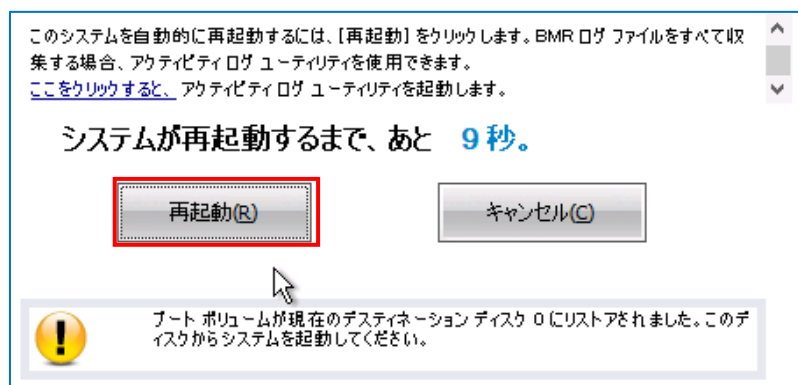 このシステムを自動的に再起動するには、[再起動] をクリックします。BMR ログ ファイルをすべて収
集する場合、アクティビティ ログ ユーティリティを使用できます。
ここをクリックすると、 アクティビティ ログ ユーティリティを起動します。
システムが再起動するまで、あと 9 秒。
再起動(R)
キャンセル(C)
ブート ボリュームが現在のデスティネーション ディスク 0 にリストアされました。このデ
ィスクからシステムを起動してください。